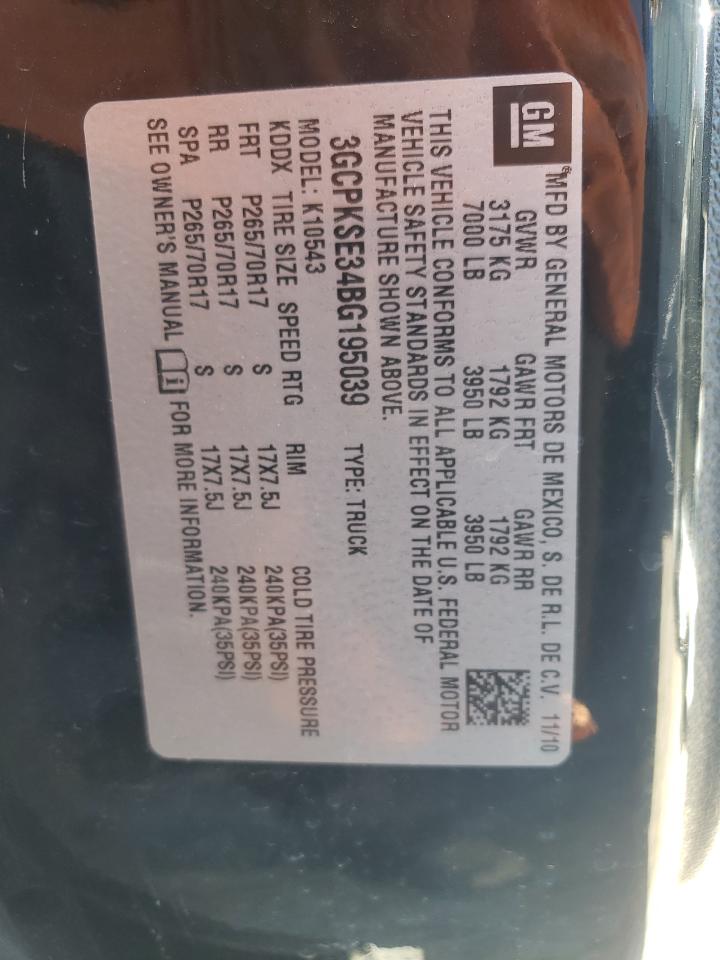 GM
® MFD BY GENERAL MOTORS DE MEXICO, S. DE R.L. DE C.V. 11/10
GVWR GAWR FRT GAWR RR
3175 KG 1792 KG 1792 KG
7000 LB 3950 LB 3950 LB
THIS VEHICLE CONFORMS TO ALL APPLICABLE U.S. FEDERAL MOTOR
VEHICLE SAFETY STANDARDS IN EFFECT ON THE DATE OF
MANUFACTURE SHOWN ABOVE.
3GCPKSE34BG195039 TYPE: TRUCK
MODEL: K10543
KDDX TIRE SIZE SPEED RTG RIM COLD TIRE PRESSURE
FRT P265/70R17 S 17X7.5J 240KPA(35PSI)
RR P265/70R17 S 17X7.5J 240KPA(35PSI)
SPA P265/70R17 S 17X7.5J 240KPA(35PSI)
SEE OWNER'S MANUAL i FOR MORE INFORMATION.